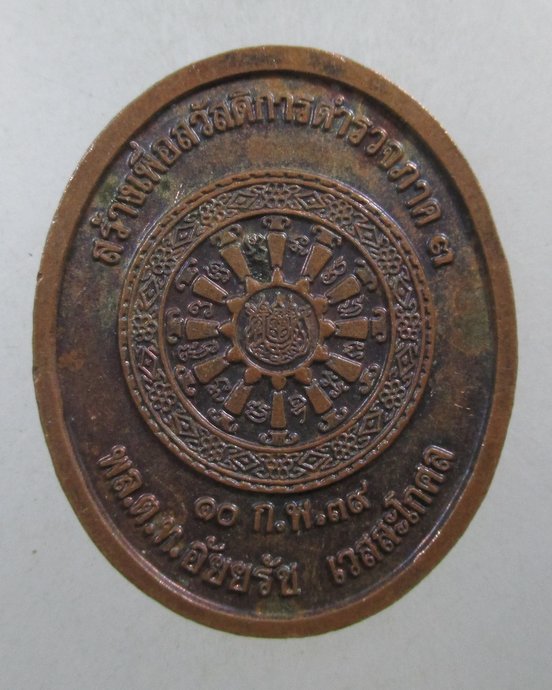 สร้างเพื่อสวัสดิการตำรวจภาค ๓
๑๐ ก.พ.๓๙
พล.ต.ท.อัยยรัช เวสสะโกศล